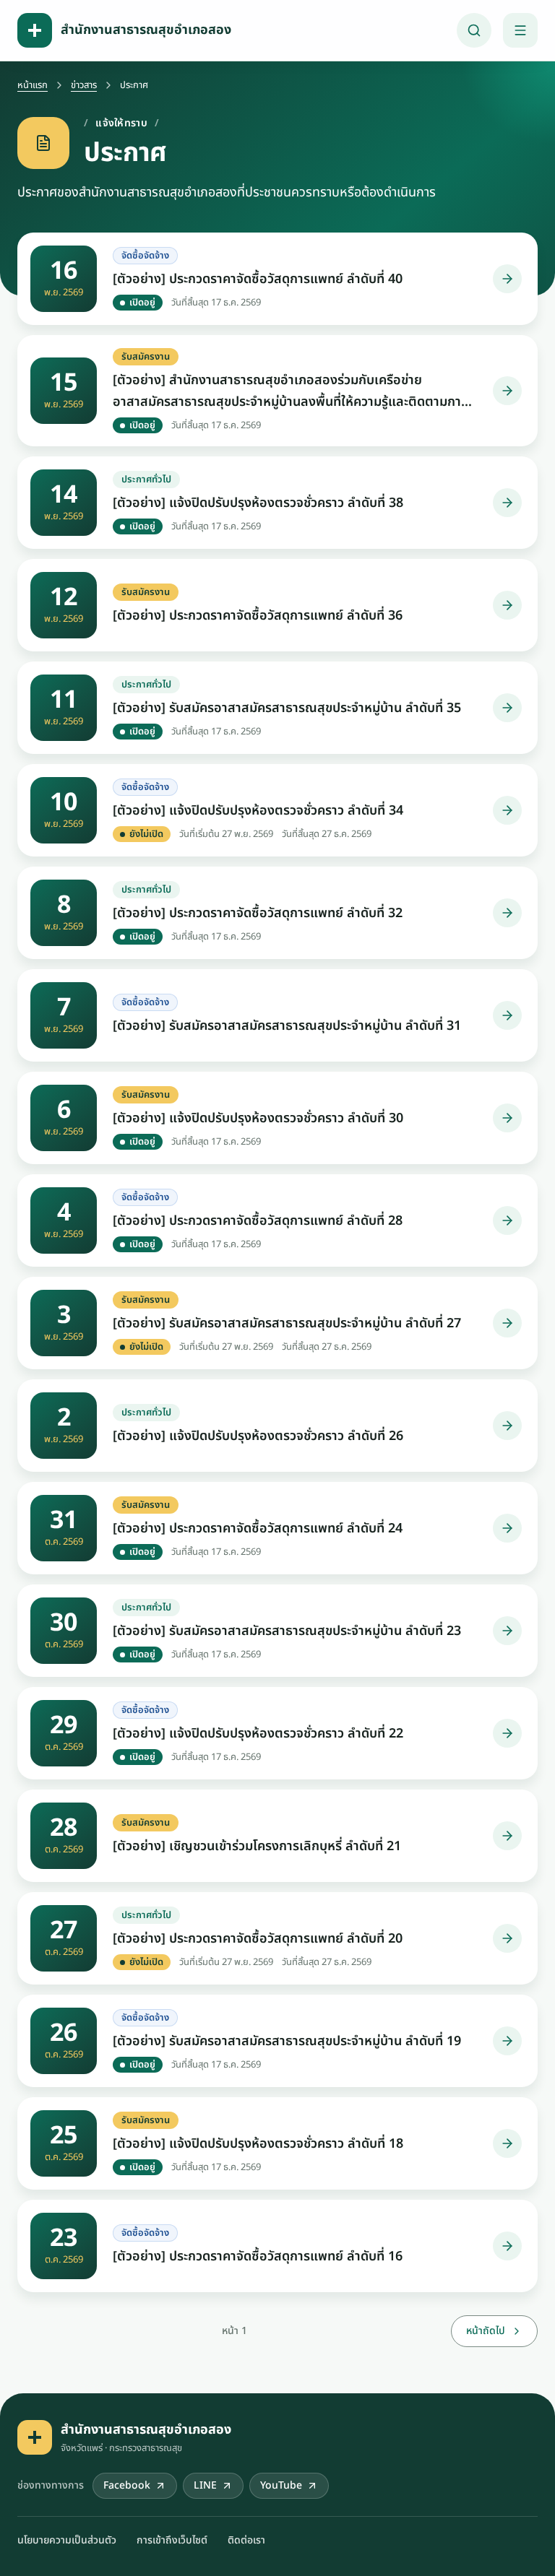 สำนักงานสาธารณสุขอำเภอสอง
หน้าแรก > ข่าวสาร > ประกาศ
/ แจ้งให้ทราบ /
ประกาศ
ประกาศของสำนักงานสาธารณสุขอำเภอสองที่ประชาชนควรทราบหรือต้องดำเนินการ
16
พ.ย. 2569
จัดซื้อจัดจ้าง
[ตัวอย่าง] ประกวดราคาจัดซื้อวัสดุการแพทย์ ลำดับที่ 40
เปิดอยู่ วันที่สิ้นสุด 17 ธ.ค. 2569
15
พ.ย. 2569
รับสมัครงาน
[ตัวอย่าง] สำนักงานสาธารณสุขอำเภอสองร่วมกับเครือข่าย
อาสาสมัครสาธารณสุขประจำหมู่บ้านลงพื้นที่ให้ความรู้และติดตามกา...
เปิดอยู่ วันที่สิ้นสุด 17 ธ.ค. 2569
14
พ.ย. 2569
ประกาศทั่วไป
[ตัวอย่าง] แจ้งปิดปรับปรุงห้องตรวจชั่วคราว ลำดับที่ 38
เปิดอยู่ วันที่สิ้นสุด 17 ธ.ค. 2569
12
พ.ย. 2569
รับสมัครงาน
[ตัวอย่าง] ประกวดราคาจัดซื้อวัสดุการแพทย์ ลำดับที่ 36
11
พ.ย. 2569
ประกาศทั่วไป
[ตัวอย่าง] รับสมัครอาสาสมัครสาธารณสุขประจำหมู่บ้าน ลำดับที่ 35
เปิดอยู่ วันที่สิ้นสุด 17 ธ.ค. 2569
10
พ.ย. 2569
จัดซื้อจัดจ้าง
[ตัวอย่าง] แจ้งปิดปรับปรุงห้องตรวจชั่วคราว ลำดับที่ 34
ยังไม่เปิด วันที่เริ่มต้น 27 พ.ย. 2569 วันที่สิ้นสุด 27 ธ.ค. 2569
8
พ.ย. 2569
ประกาศทั่วไป
[ตัวอย่าง] ประกวดราคาจัดซื้อวัสดุการแพทย์ ลำดับที่ 32
เปิดอยู่ วันที่สิ้นสุด 17 ธ.ค. 2569
7
พ.ย. 2569
จัดซื้อจัดจ้าง
[ตัวอย่าง] รับสมัครอาสาสมัครสาธารณสุขประจำหมู่บ้าน ลำดับที่ 31
6
พ.ย. 2569
รับสมัครงาน
[ตัวอย่าง] แจ้งปิดปรับปรุงห้องตรวจชั่วคราว ลำดับที่ 30
เปิดอยู่ วันที่สิ้นสุด 17 ธ.ค. 2569
4
พ.ย. 2569
จัดซื้อจัดจ้าง
[ตัวอย่าง] ประกวดราคาจัดซื้อวัสดุการแพทย์ ลำดับที่ 28
เปิดอยู่ วันที่สิ้นสุด 17 ธ.ค. 2569
3
พ.ย. 2569
รับสมัครงาน
[ตัวอย่าง] รับสมัครอาสาสมัครสาธารณสุขประจำหมู่บ้าน ลำดับที่ 27
ยังไม่เปิด วันที่เริ่มต้น 27 พ.ย. 2569 วันที่สิ้นสุด 27 ธ.ค. 2569
2
พ.ย. 2569
ประกาศทั่วไป
[ตัวอย่าง] แจ้งปิดปรับปรุงห้องตรวจชั่วคราว ลำดับที่ 26
31
ต.ค. 2569
รับสมัครงาน
[ตัวอย่าง] ประกวดราคาจัดซื้อวัสดุการแพทย์ ลำดับที่ 24
เปิดอยู่ วันที่สิ้นสุด 17 ธ.ค. 2569
30
ต.ค. 2569
ประกาศทั่วไป
[ตัวอย่าง] รับสมัครอาสาสมัครสาธารณสุขประจำหมู่บ้าน ลำดับที่ 23
เปิดอยู่ วันที่สิ้นสุด 17 ธ.ค. 2569
29
ต.ค. 2569
จัดซื้อจัดจ้าง
[ตัวอย่าง] แจ้งปิดปรับปรุงห้องตรวจชั่วคราว ลำดับที่ 22
เปิดอยู่ วันที่สิ้นสุด 17 ธ.ค. 2569
28
ต.ค. 2569
รับสมัครงาน
[ตัวอย่าง] เชิญชวนเข้าร่วมโครงการเลิกบุหรี่ ลำดับที่ 21
27
ต.ค. 2569
ประกาศทั่วไป
[ตัวอย่าง] ประกวดราคาจัดซื้อวัสดุการแพทย์ ลำดับที่ 20
ยังไม่เปิด วันที่เริ่มต้น 27 พ.ย. 2569 วันที่สิ้นสุด 27 ธ.ค. 2569
26
ต.ค. 2569
จัดซื้อจัดจ้าง
[ตัวอย่าง] รับสมัครอาสาสมัครสาธารณสุขประจำหมู่บ้าน ลำดับที่ 19
เปิดอยู่ วันที่สิ้นสุด 17 ธ.ค. 2569
25
ต.ค. 2569
รับสมัครงาน
[ตัวอย่าง] แจ้งปิดปรับปรุงห้องตรวจชั่วคราว ลำดับที่ 18
เปิดอยู่ วันที่สิ้นสุด 17 ธ.ค. 2569
23
ต.ค. 2569
จัดซื้อจัดจ้าง
[ตัวอย่าง] ประกวดราคาจัดซื้อวัสดุการแพทย์ ลำดับที่ 16
หน้า 1
หน้าถัดไป
สำนักงานสาธารณสุขอำเภอสอง
จังหวัดแพร่ · กระทรวงสาธารณสุข
ช่องทางทางการ Facebook LINE YouTube
นโยบายความเป็นส่วนตัว การเข้าถึงเว็บไซต์ ติดต่อเรา